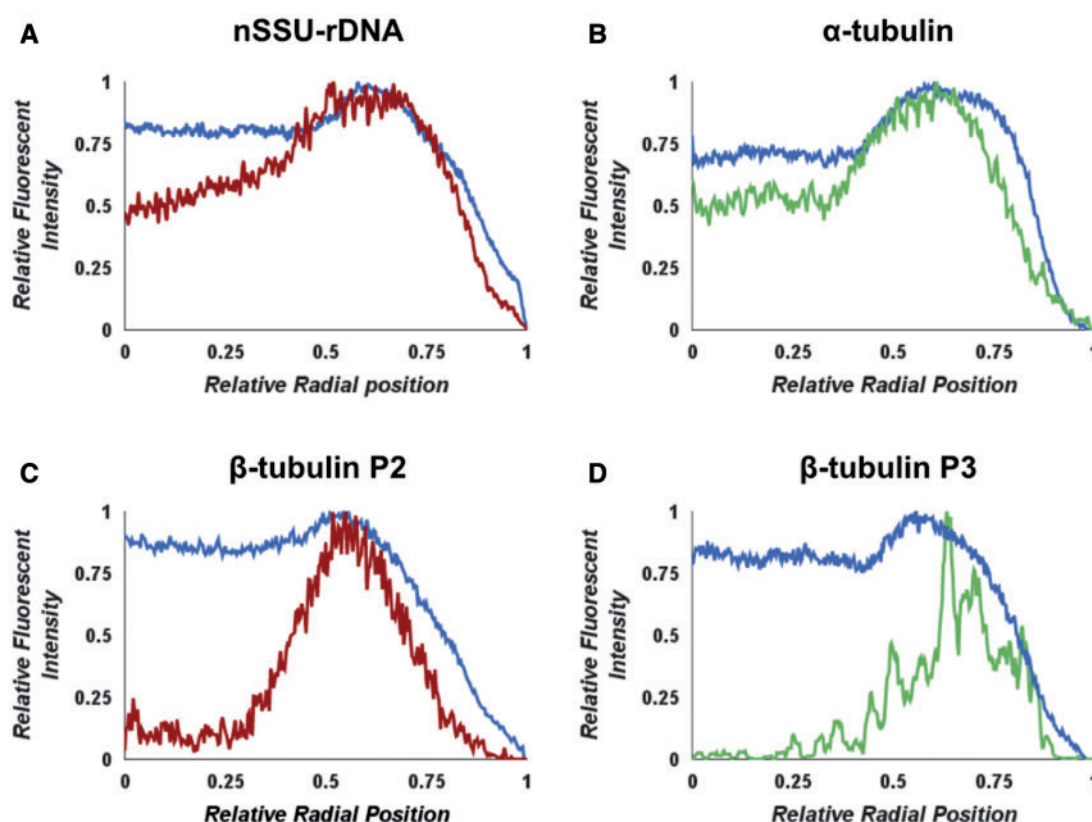 A
nSSU-rDNA
Relative Fluorescent
Intensity
1
0.75
0.5
0.25
0
0
0.25
0.5
0.75
1
Relative Radial position
B
α-tubulin
Relative Fluorescent
Intensity
1
0.75
0.5
0.25
0
0
0.25
0.5
0.75
1
Relative Radial Position
C
β-tubulin P2
Relative Fluorescent
Intensity
1
0.75
0.5
0.25
0
0
0.25
0.5
0.75
1
Relative Radial Position
D
β-tubulin P3
Relative Fluorescent
Intensity
1
0.75
0.5
0.25
0
0
0.25
0.5
0.75
1
Relative Radial Position